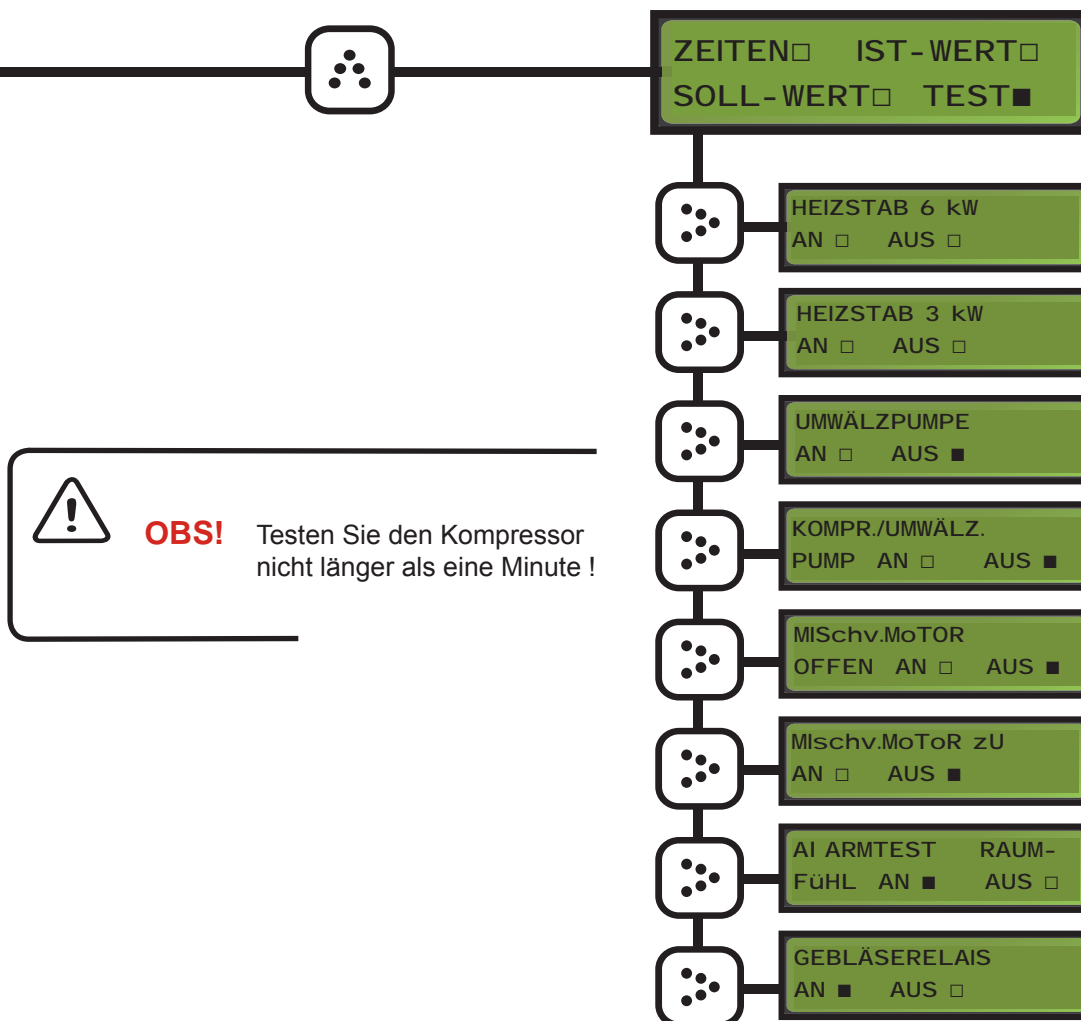 ZEITEN□ IST-WERT□
SOLL-WERT□ TEST■
HEIZSTAB 6 kW
AN □ AUS □
HEIZSTAB 3 kW
AN □ AUS □
UMWÄLZPUMPE
AN □ AUS ■
KOMPR./UMWÄLZ.
PUMP AN □ AUS ■
MISchv.MoTOR
OFFEN AN □ AUS ■
MIschv.MoToR zU
AN □ AUS ■
Al ARMTEST RAUM-
FüHL AN ■ AUS □
GEBLÄSERELAIS
AN ■ AUS □
OBS! Testen Sie den Kompressor
nicht länger als eine Minute !